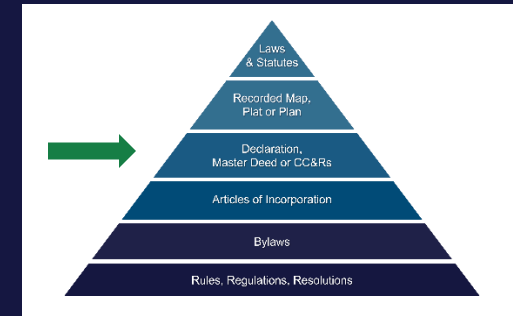 Laws
& Statutes
Recorded Map,
Plat or Plan
Declaration,
Master Deed or CC&Rs
Articles of Incorporation
Bylaws
Rules, Regulations, Resolutions